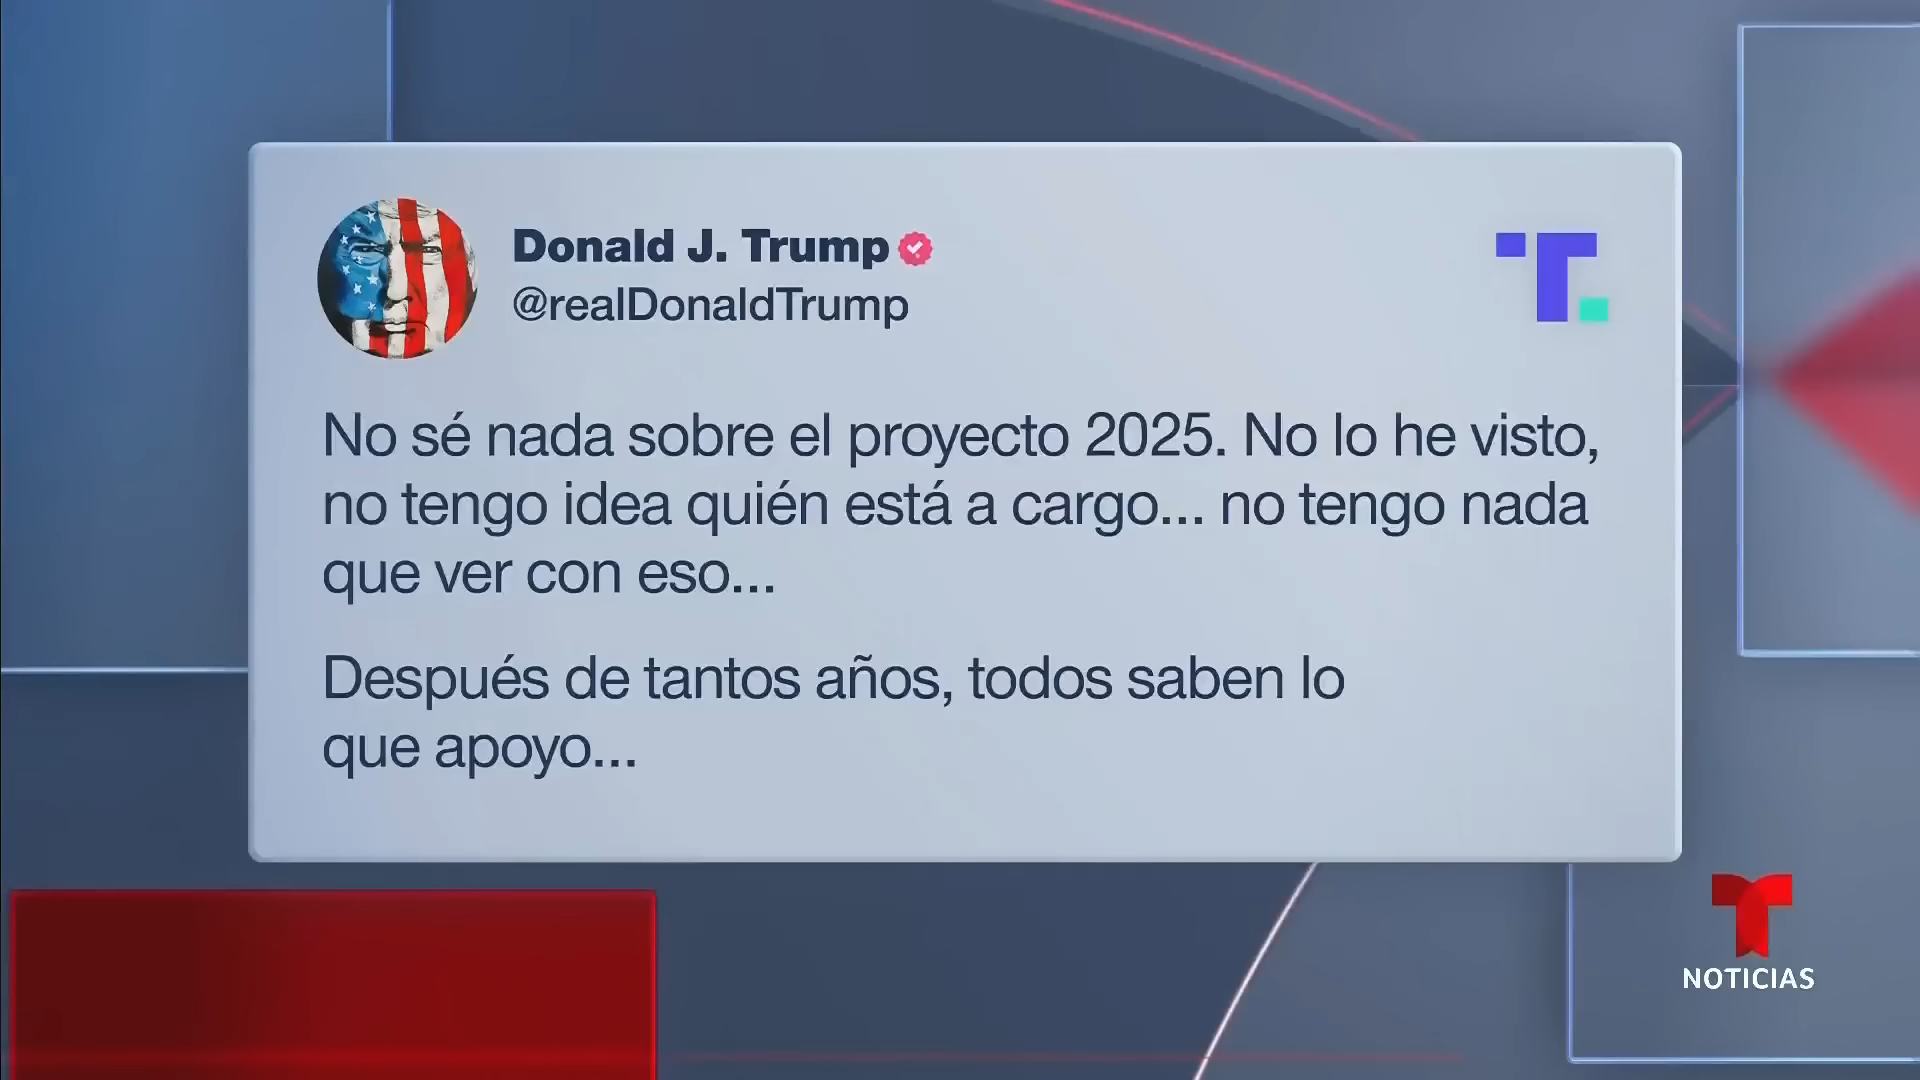 Donald J. Trump
@realDonaldTrump
No sé nada sobre el proyecto 2025. No lo he visto,
no tengo idea quién está a cargo... no tengo nada
que ver con eso...
Después de tantos años, todos saben lo
que apoyo...
NOTICIAS